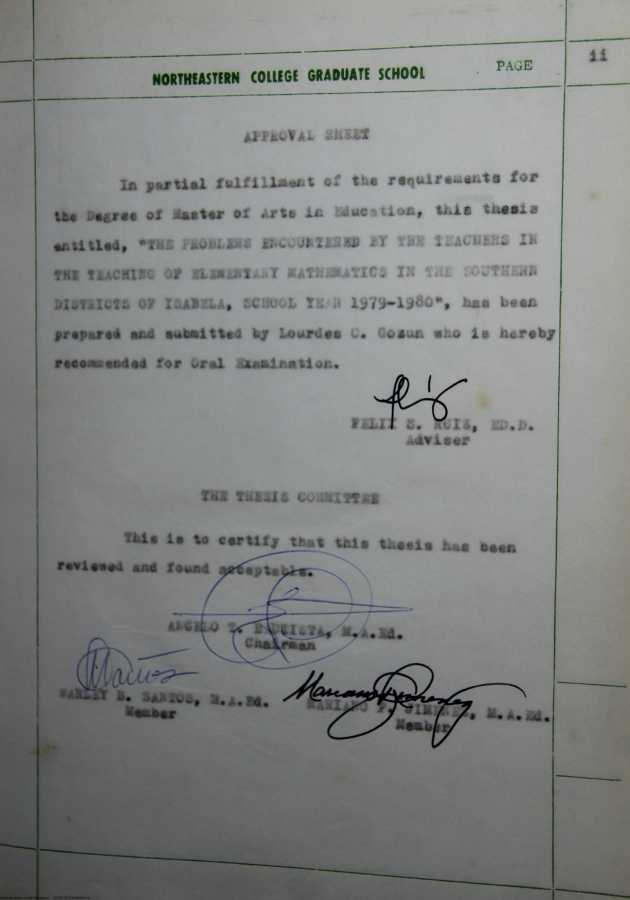 NORTHEASTERN COLLEGE GRADUATE SCHOOL PAGE ii
APPROVAL SHEET
In partial fulfillment of the requirements for
the Degree of Master of Arts in Education, this thesis
entitled, "THE PROBLEMS ENCOUNTERED BY THE TEACHERS IN
THE TEACHING OF ELEMENTARY MATHEMATICS IN THE SOUTHERN
DISTRICTS OF ISABELA, SCHOOL YEAR 1979-1980", has been
prepared and submitted by Lourdes C. Gozun who is hereby
recommended for Oral Examination.
FELIX S. RUIZ, ED.D.
Adviser
THE THESIS COMMITTEE
This is to certify that this thesis has been
reviewed and found acceptable.
ANGELO T. M.A.Ed.
Chairman
B. SANTOS, M.A.Ed.
Member
MARIANO F. M.A.Ed.
Member